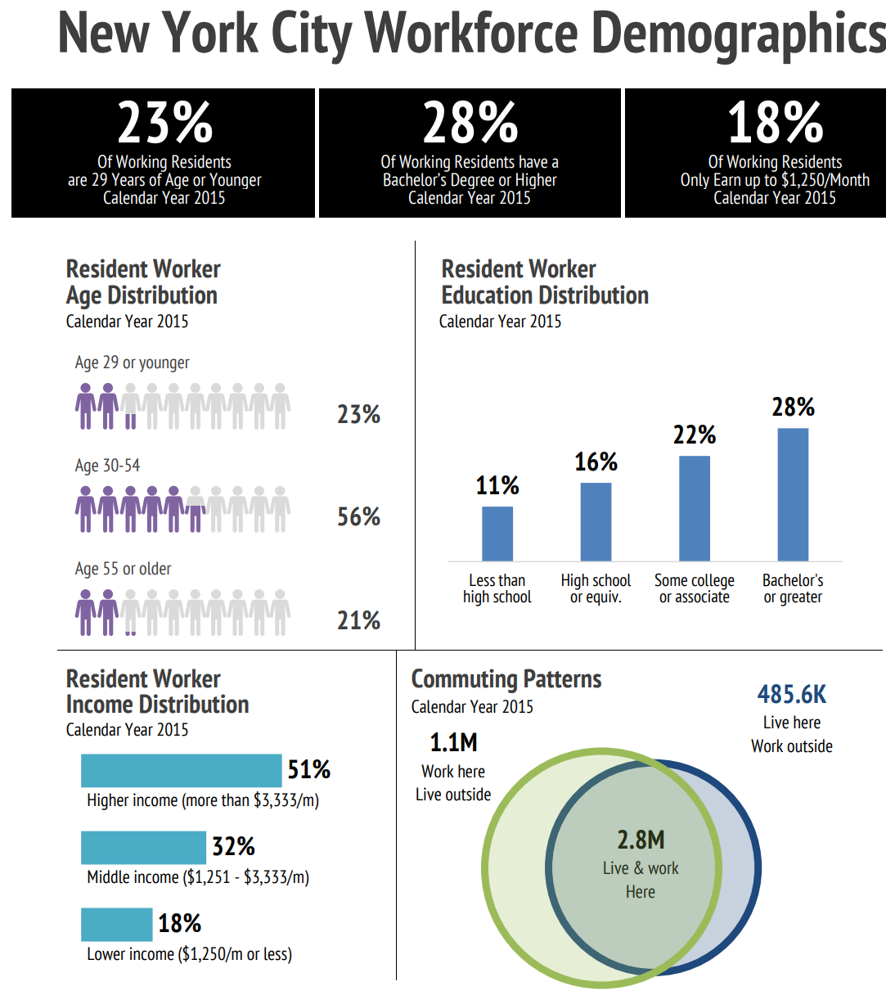 New York City Workforce Demographics
23%
Of Working Residents
are 29 Years of Age or Younger
Calendar Year 2015
28%
Of Working Residents have a
Bachelor's Degree or Higher
Calendar Year 2015
18%
Of Working Residents
Only Earn up to $1,250/Month
Calendar Year 2015
Resident Worker
Age Distribution
Calendar Year 2015
Age 29 or younger
23%
Age 30-54
56%
Age 55 or older
21%
Resident Worker
Education Distribution
Calendar Year 2015
11%
16%
22%
28%
Less than
high school
High school
or equiv.
Some college
or associate
Bachelor's
or greater
Resident Worker
Income Distribution
Calendar Year 2015
51%
Higher income (more than $3,333/m)
32%
Middle income ($1,251 - $3,333/m)
18%
Lower income ($1,250/m or less)
Commuting Patterns
Calendar Year 2015
1.1M
Work here
Live outside
485.6K
Live here
Work outside
2.8M
Live & work
Here